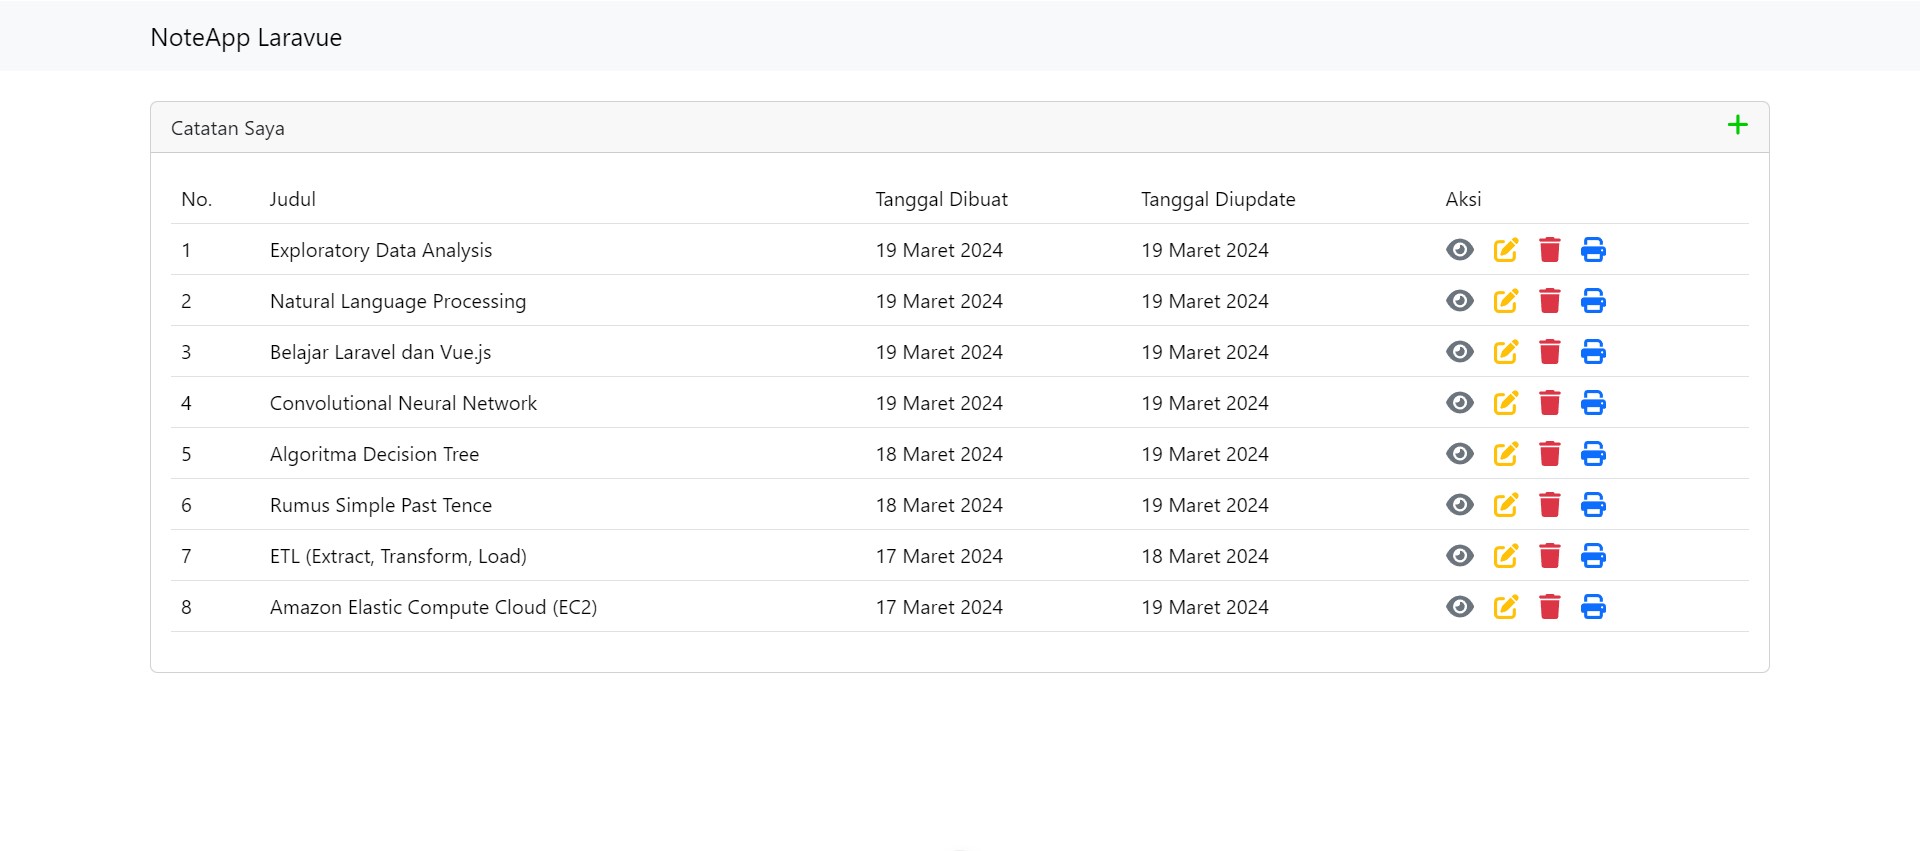 NoteApp Laravue
Catatan Saya
No. Judul Tanggal Dibuat Tanggal Diupdate Aksi
1 Exploratory Data Analysis 19 Maret 2024 19 Maret 2024
2 Natural Language Processing 19 Maret 2024 19 Maret 2024
3 Belajar Laravel dan Vue.js 19 Maret 2024 19 Maret 2024
4 Convolutional Neural Network 19 Maret 2024 19 Maret 2024
5 Algoritma Decision Tree 18 Maret 2024 19 Maret 2024
6 Rumus Simple Past Tence 18 Maret 2024 19 Maret 2024
7 ETL (Extract, Transform, Load) 17 Maret 2024 18 Maret 2024
8 Amazon Elastic Compute Cloud (EC2) 17 Maret 2024 19 Maret 2024